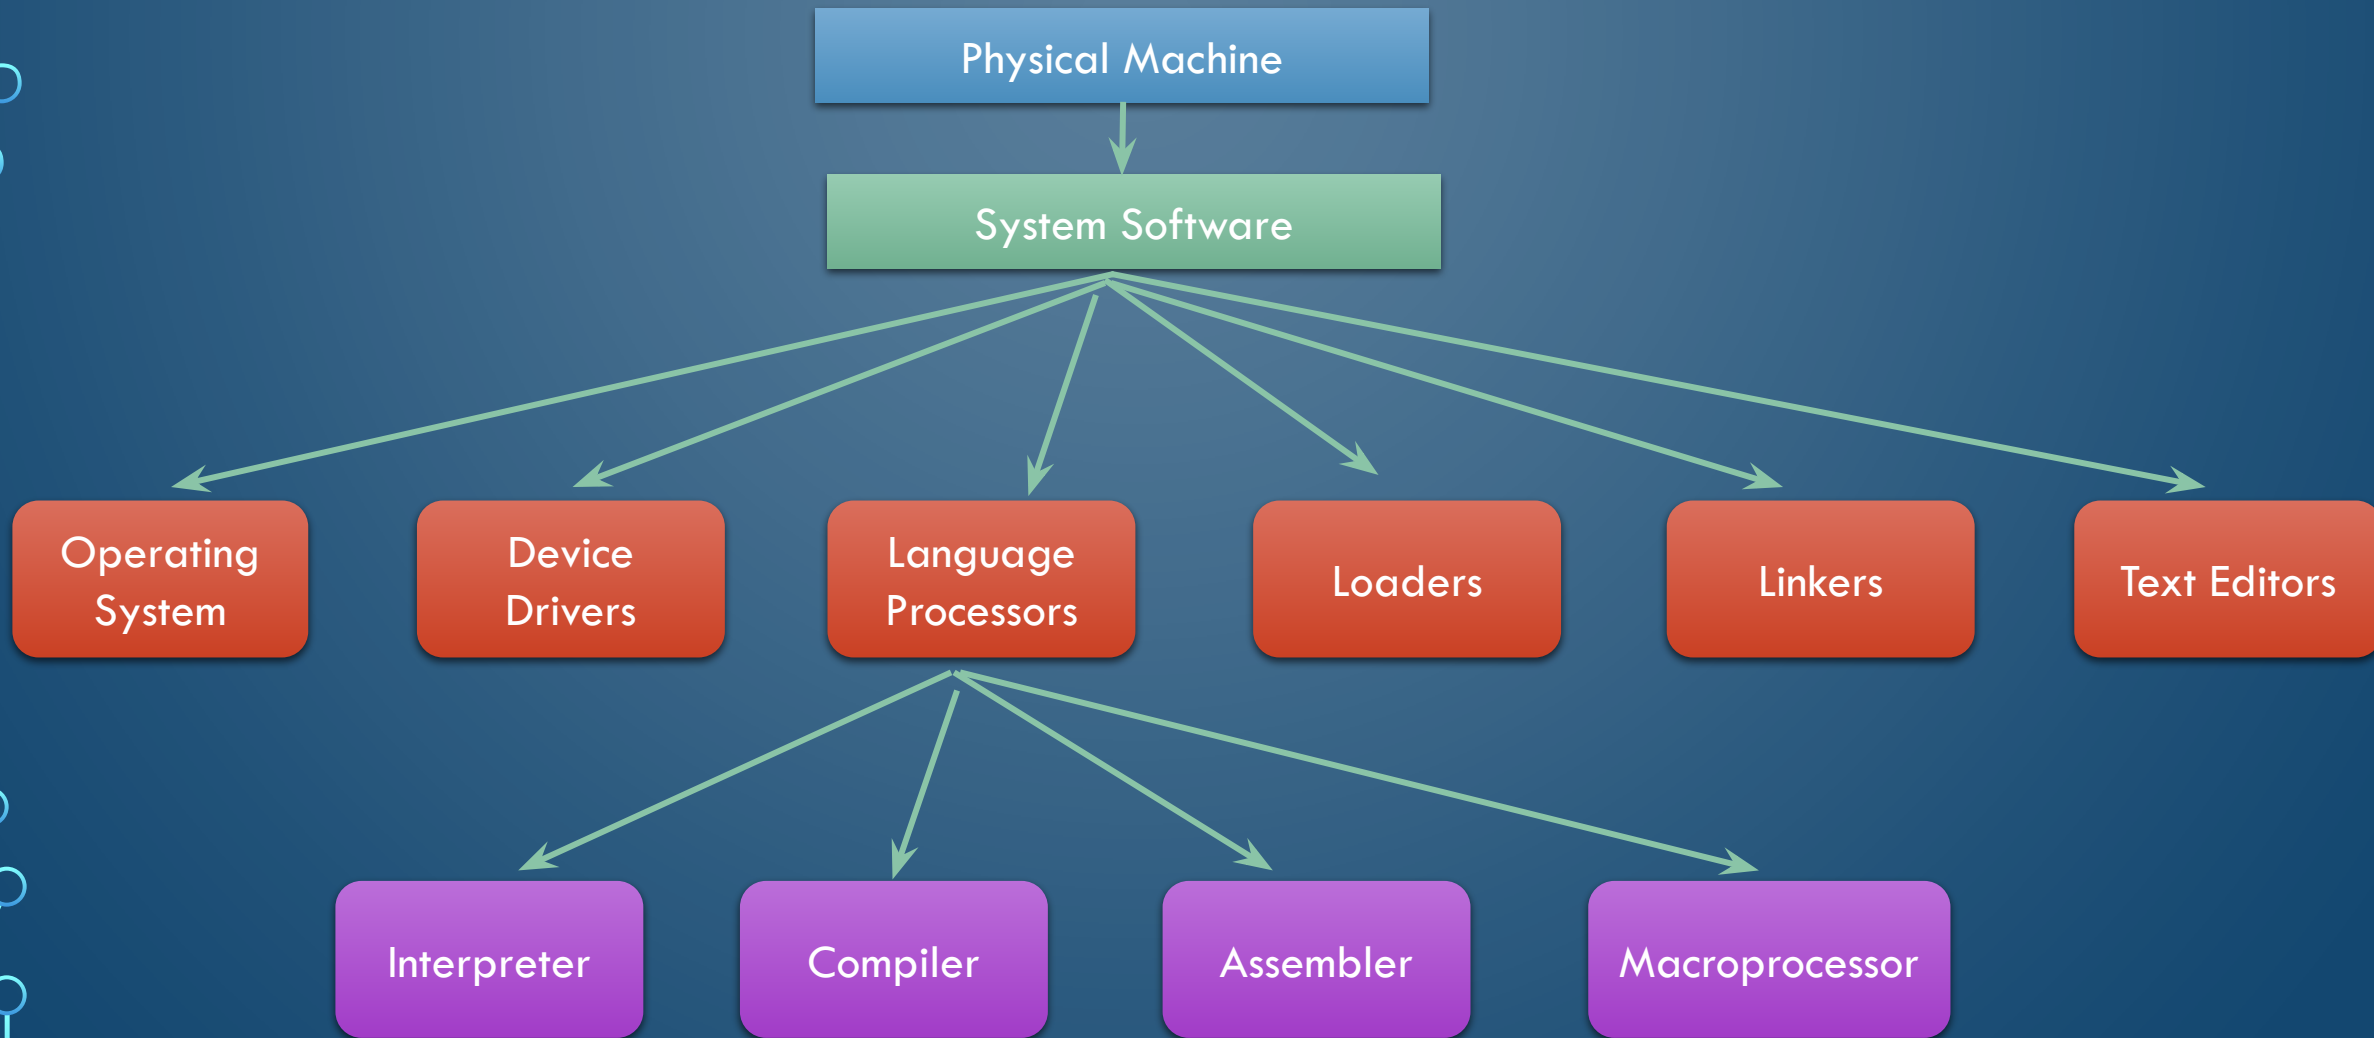 Physical Machine
System Software
Operating
System
Device
Drivers
Language
Processors
Loaders
Linkers
Text Editors
Interpreter
Compiler
Assembler
Macroprocessor